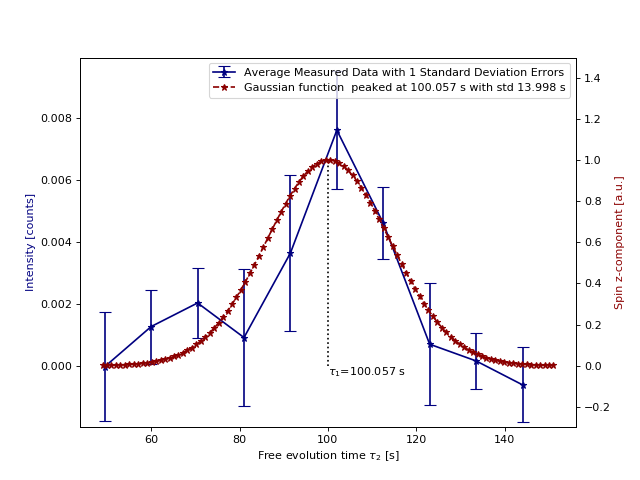 Average Measured Data with 1 Standard Deviation Errors
Gaussian function  peaked at 100.057 s with std 13.998 s
0.008
0.006
0.004
0.002
0.000
Intensity [counts]
1.4
1.2
1.0
0.8
0.6
0.4
0.2
0.0
−0.2
Spin z-component [a.u.]
τ₁=100.057 s
60 80 100 120 140
Free evolution time τ₂ [s]